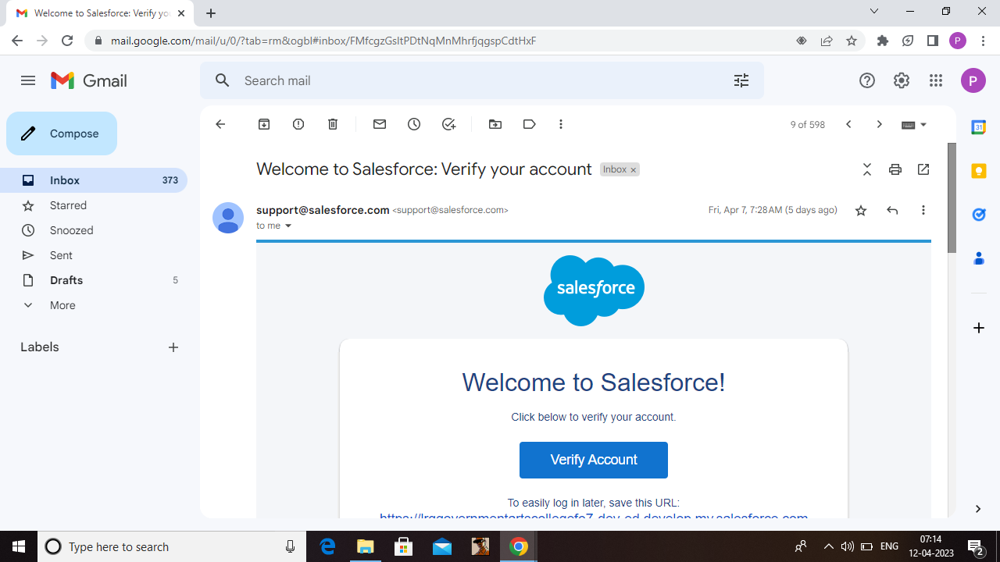 Welcome to Salesforce: Verify yo
mail.google.com/mail/u/0/?tab=rm&ogbl#inbox/FMfcgzGsltPDtNqMnMhrfjqgspCdtHxF
P
Gmail
Search mail
P
Compose
9 of 598
31
Inbox 373
Starred
Snoozed
Sent
Drafts 5
More
Labels
Welcome to Salesforce: Verify your account Inbox ×
support@salesforce.com <support@salesforce.com> Fri, Apr 7, 7:28 AM (5 days ago)
to me
salesforce
Welcome to Salesforce!
Click below to verify your account.
Verify Account
To easily log in later, save this URL:
Type here to search
ENG
07:14
12-04-2023
2